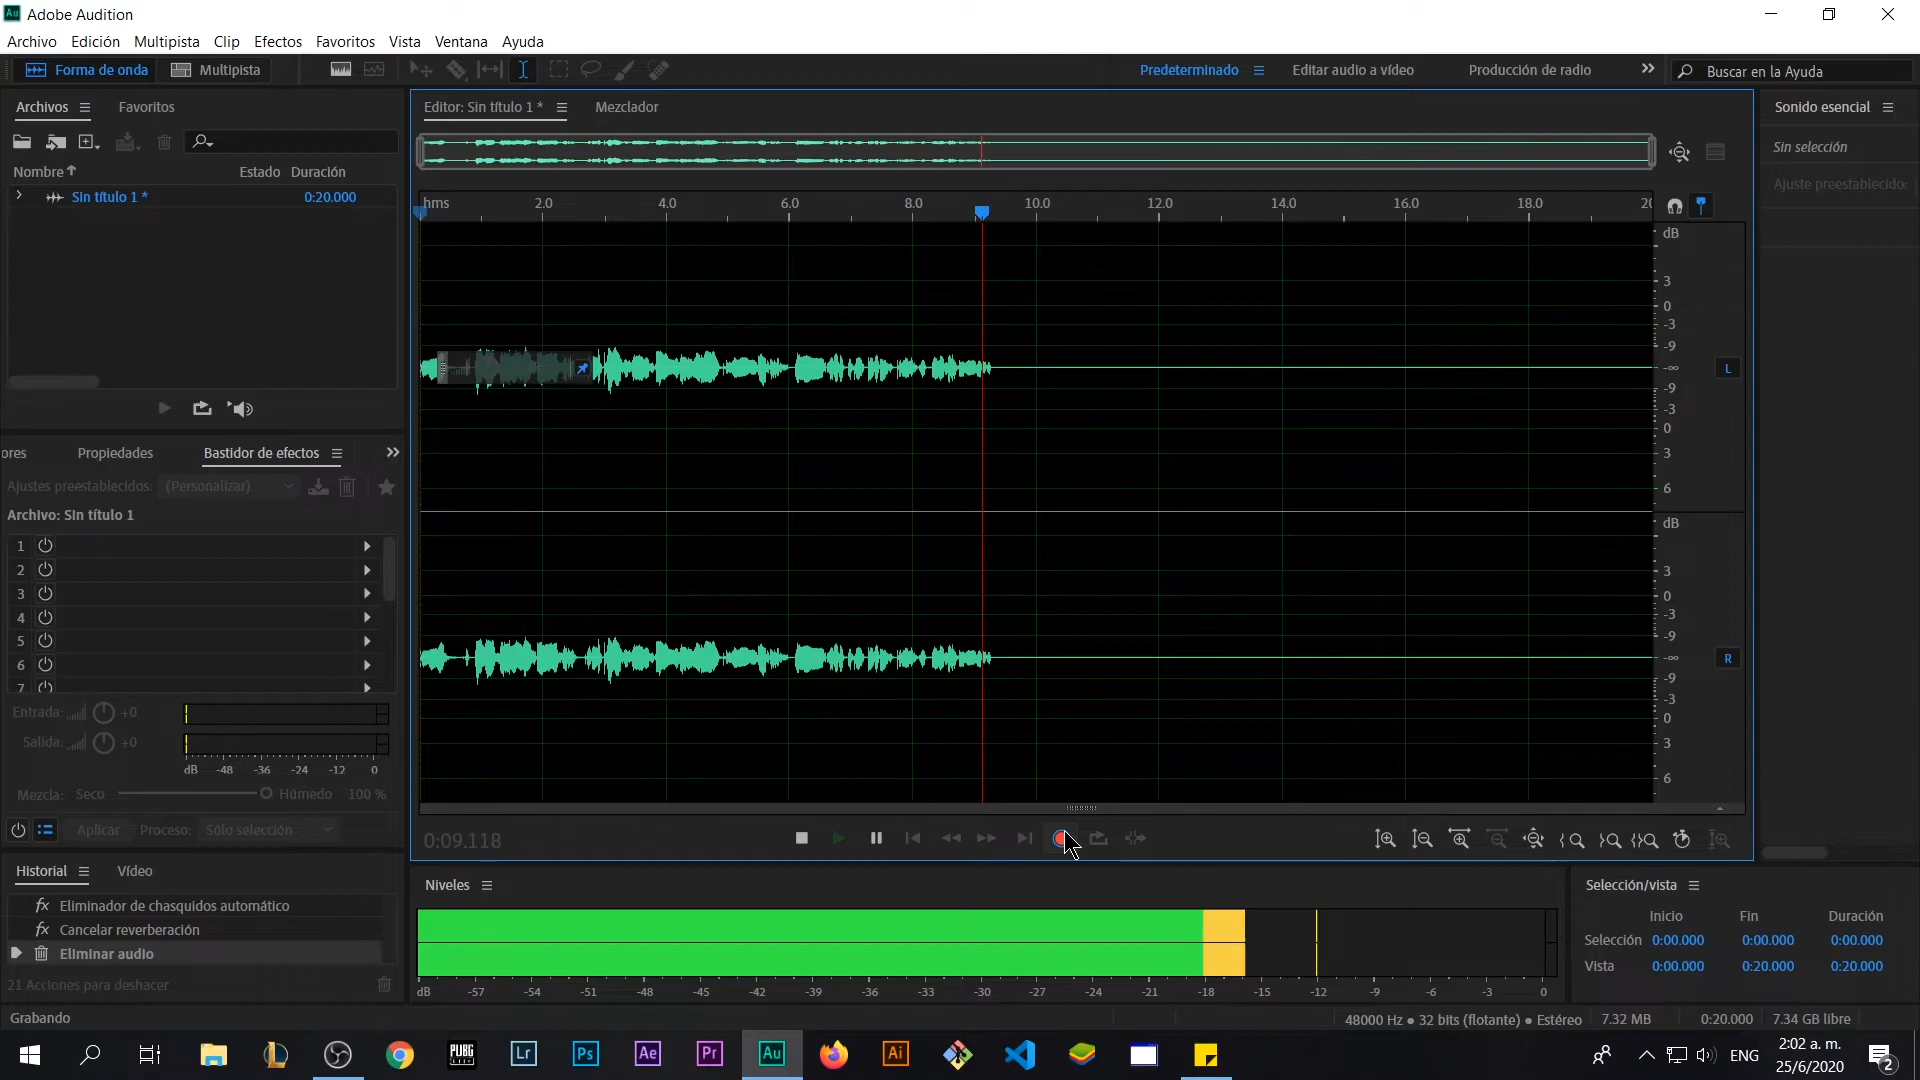 Adobe Audition
Archivo Edición Multipista Clip Efectos Favoritos Vista Ventana Ayuda
Forma de onda Multipista Predeterminado Editar audio a vídeo Producción de radio Buscar en la Ayuda
Archivos Favoritos
Nombre Estado Duración
Sin título 1 * 0:20.000
ores Propiedades Bastidor de efectos
Ajustes preestablecidos: (Personalizar)
Archivo: Sin título 1
1
2
3
4
5
6
7
Entrada: +0
Salida: +0
dB -48 -36 -24 -12 0
Mezcla: Seco Húmedo 100 %
Aplicar Proceso: Sólo selección
Historial Vídeo
Eliminador de chasquidos automático
Cancelar reverberación
Eliminar audio
21 Acciones para deshacer
Grabando
Editor: Sin título 1 * Mezclador
hms 2.0 4.0 6.0 8.0 10.0 12.0 14.0 16.0 18.0 20
dB
3
0
-3
-9
-∞
-9
-3
0
3
6
L
dB
3
0
-3
-9
-∞
-9
-3
0
3
6
R
0:09.118
Niveles
dB -57 -54 -51 -48 -45 -42 -39 -36 -33 -30 -27 -24 -21 -18 -15 -12 -9 -6 -3 0
Sonido esencial
Sin selección
Ajuste preestablecido:
Selección/vista
Inicio Fin Duración
Selección 0:00.000 0:00.000 0:00.000
Vista 0:00.000 0:20.000 0:20.000
48000 Hz ● 32 bits (flotante) ● Estéreo 7.32 MB 0:20.000 7.34 GB libre
PUBG Lr Ps Ae Pr Au Ai
ENG 2:02 a. m.
25/6/2020 2